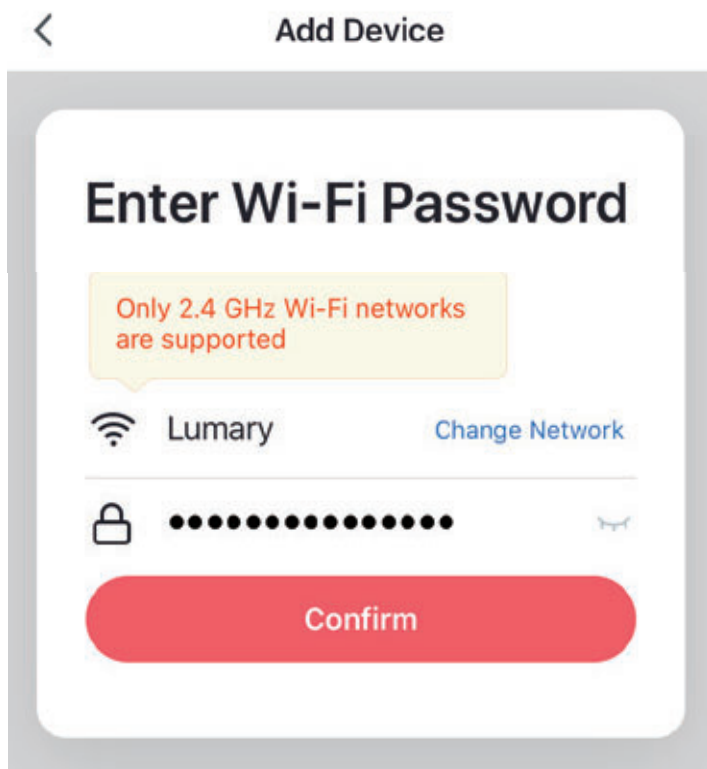 Add Device
Enter Wi-Fi Password
Only 2.4 GHz Wi-Fi networks
are supported
Lumary
Change Network
●●●●●●●●●●●●●●●
Confirm